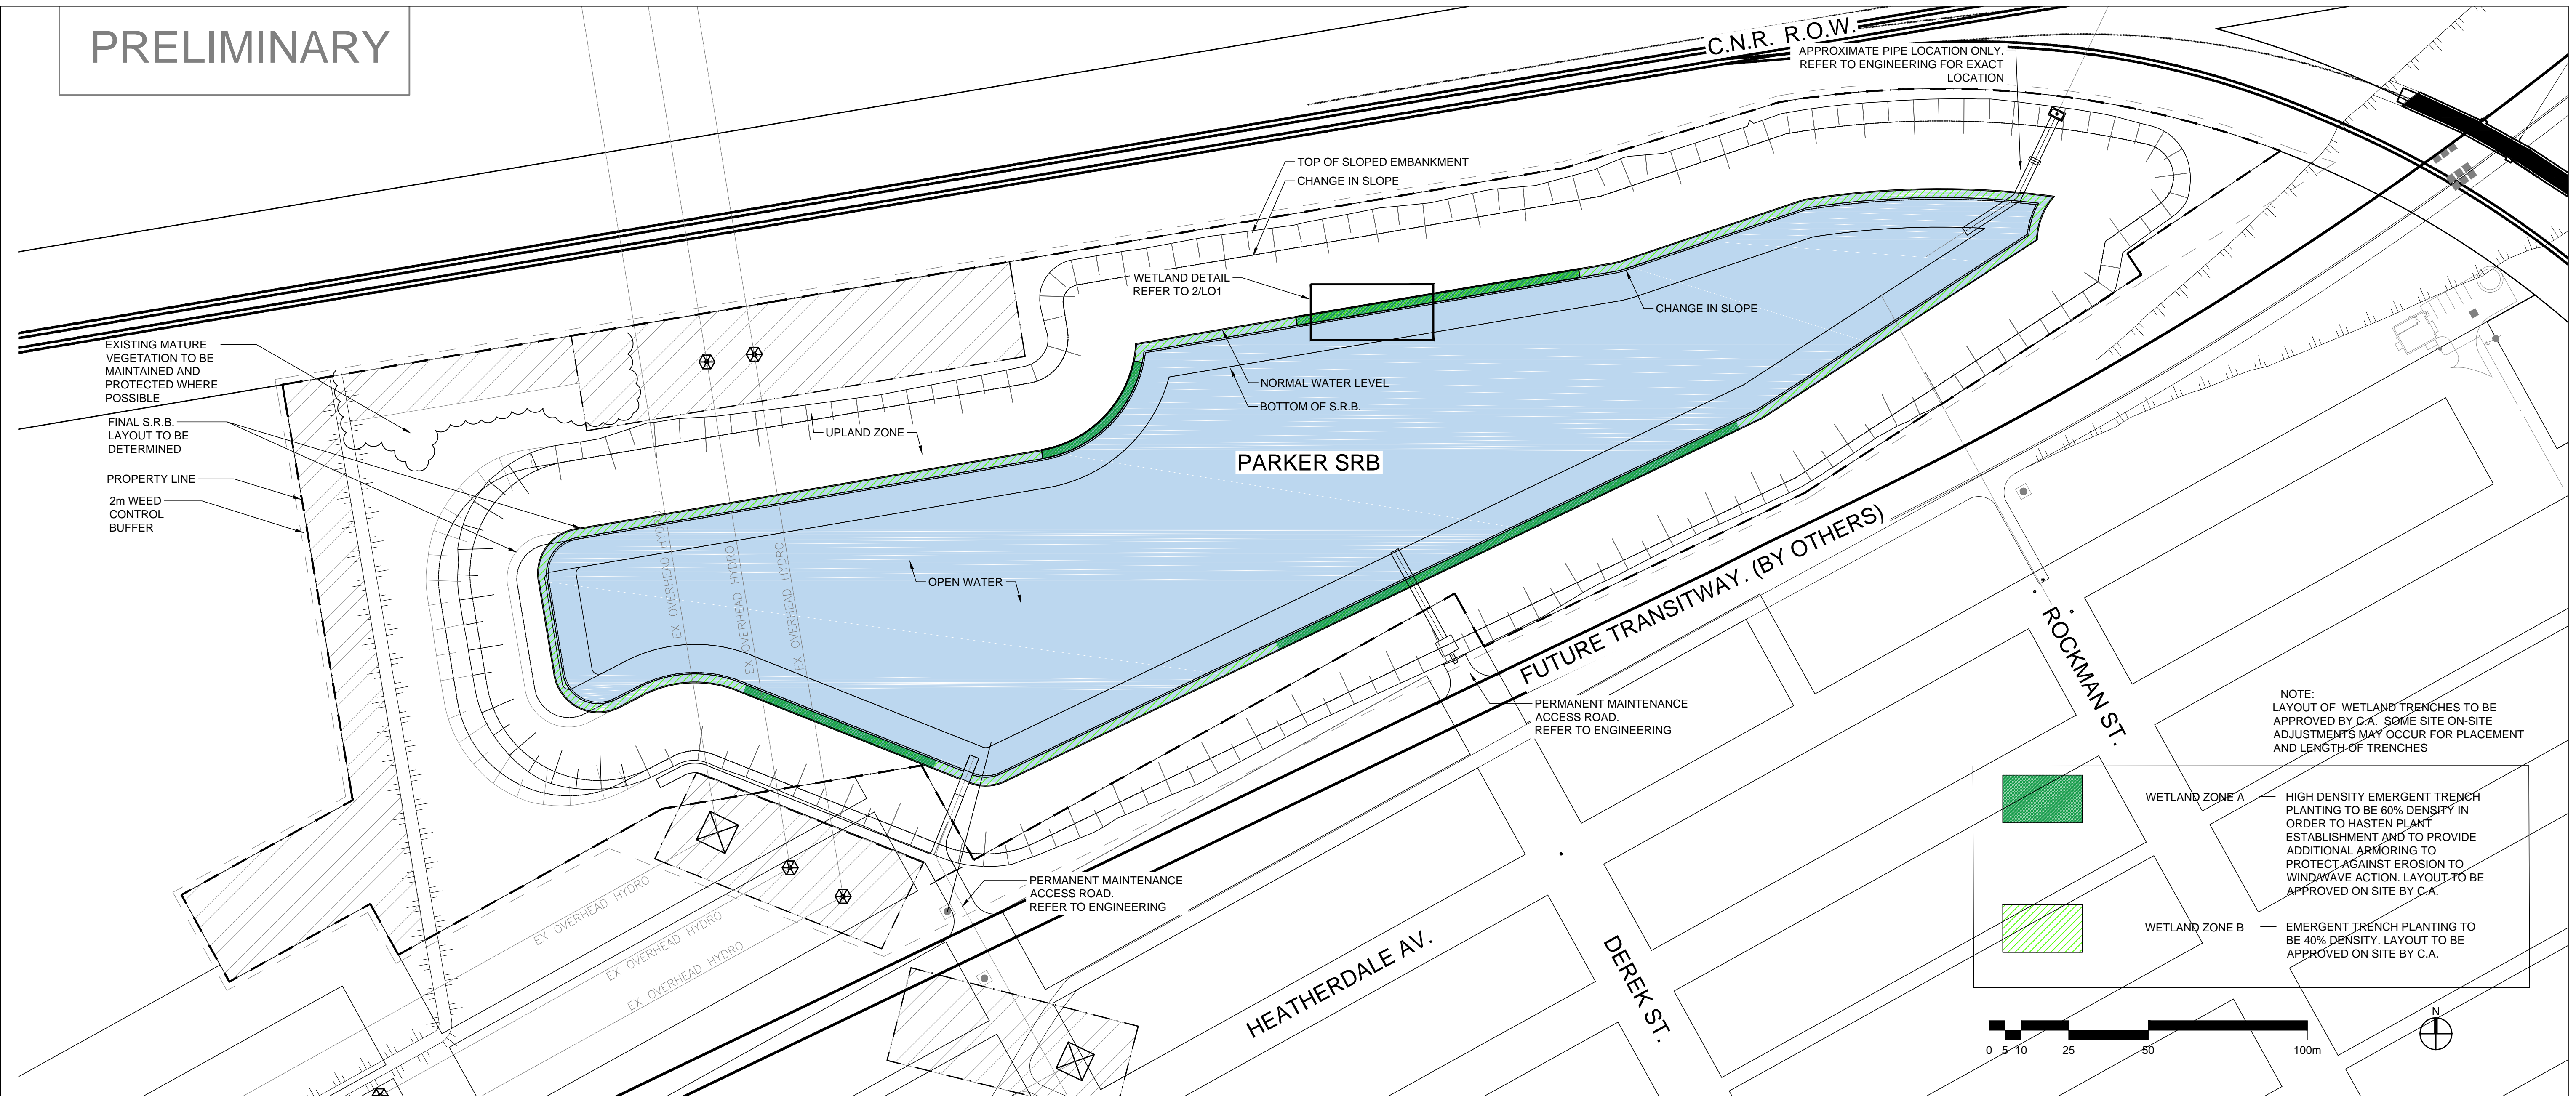 PRELIMINARY
C.N.R. R.O.W.
APPROXIMATE PIPE LOCATION ONLY.
REFER TO ENGINEERING FOR EXACT
LOCATION
TOP OF SLOPED EMBANKMENT
CHANGE IN SLOPE
WETLAND DETAIL
REFER TO 2/LO1
CHANGE IN SLOPE
EXISTING MATURE
VEGETATION TO BE
MAINTAINED AND
PROTECTED WHERE
POSSIBLE
NORMAL WATER LEVEL
BOTTOM OF S.R.B.
FINAL S.R.B.
LAYOUT TO BE
DETERMINED
UPLAND ZONE
PARKER SRB
PROPERTY LINE
2m WEED
CONTROL
BUFFER
EX OVERHEAD HYDRO
EX OVERHEAD HYDRO
EX OVERHEAD HYDRO
OPEN WATER
FUTURE TRANSITWAY. (BY OTHERS)
ROCKMAN ST.
PERMANENT MAINTENANCE
ACCESS ROAD.
REFER TO ENGINEERING
NOTE:
LAYOUT OF WETLAND TRENCHES TO BE
APPROVED BY C.A. SOME SITE ON-SITE
ADJUSTMENTS MAY OCCUR FOR PLACEMENT
AND LENGTH OF TRENCHES
WETLAND ZONE A
HIGH DENSITY EMERGENT TRENCH
PLANTING TO BE 60% DENSITY IN
ORDER TO HASTEN PLANT
ESTABLISHMENT AND TO PROVIDE
ADDITIONAL ARMORING TO
PROTECT AGAINST EROSION TO
WIND/WAVE ACTION. LAYOUT TO BE
APPROVED ON SITE BY C.A.
WETLAND ZONE B
EMERGENT TRENCH PLANTING TO
BE 40% DENSITY. LAYOUT TO BE
APPROVED ON SITE BY C.A.
PERMANENT MAINTENANCE
ACCESS ROAD.
REFER TO ENGINEERING
EX OVERHEAD HYDRO
EX OVERHEAD HYDRO
EX OVERHEAD HYDRO
HEATHERDALE AV.
DEREK ST.
N
0 5 10 25 50 100m